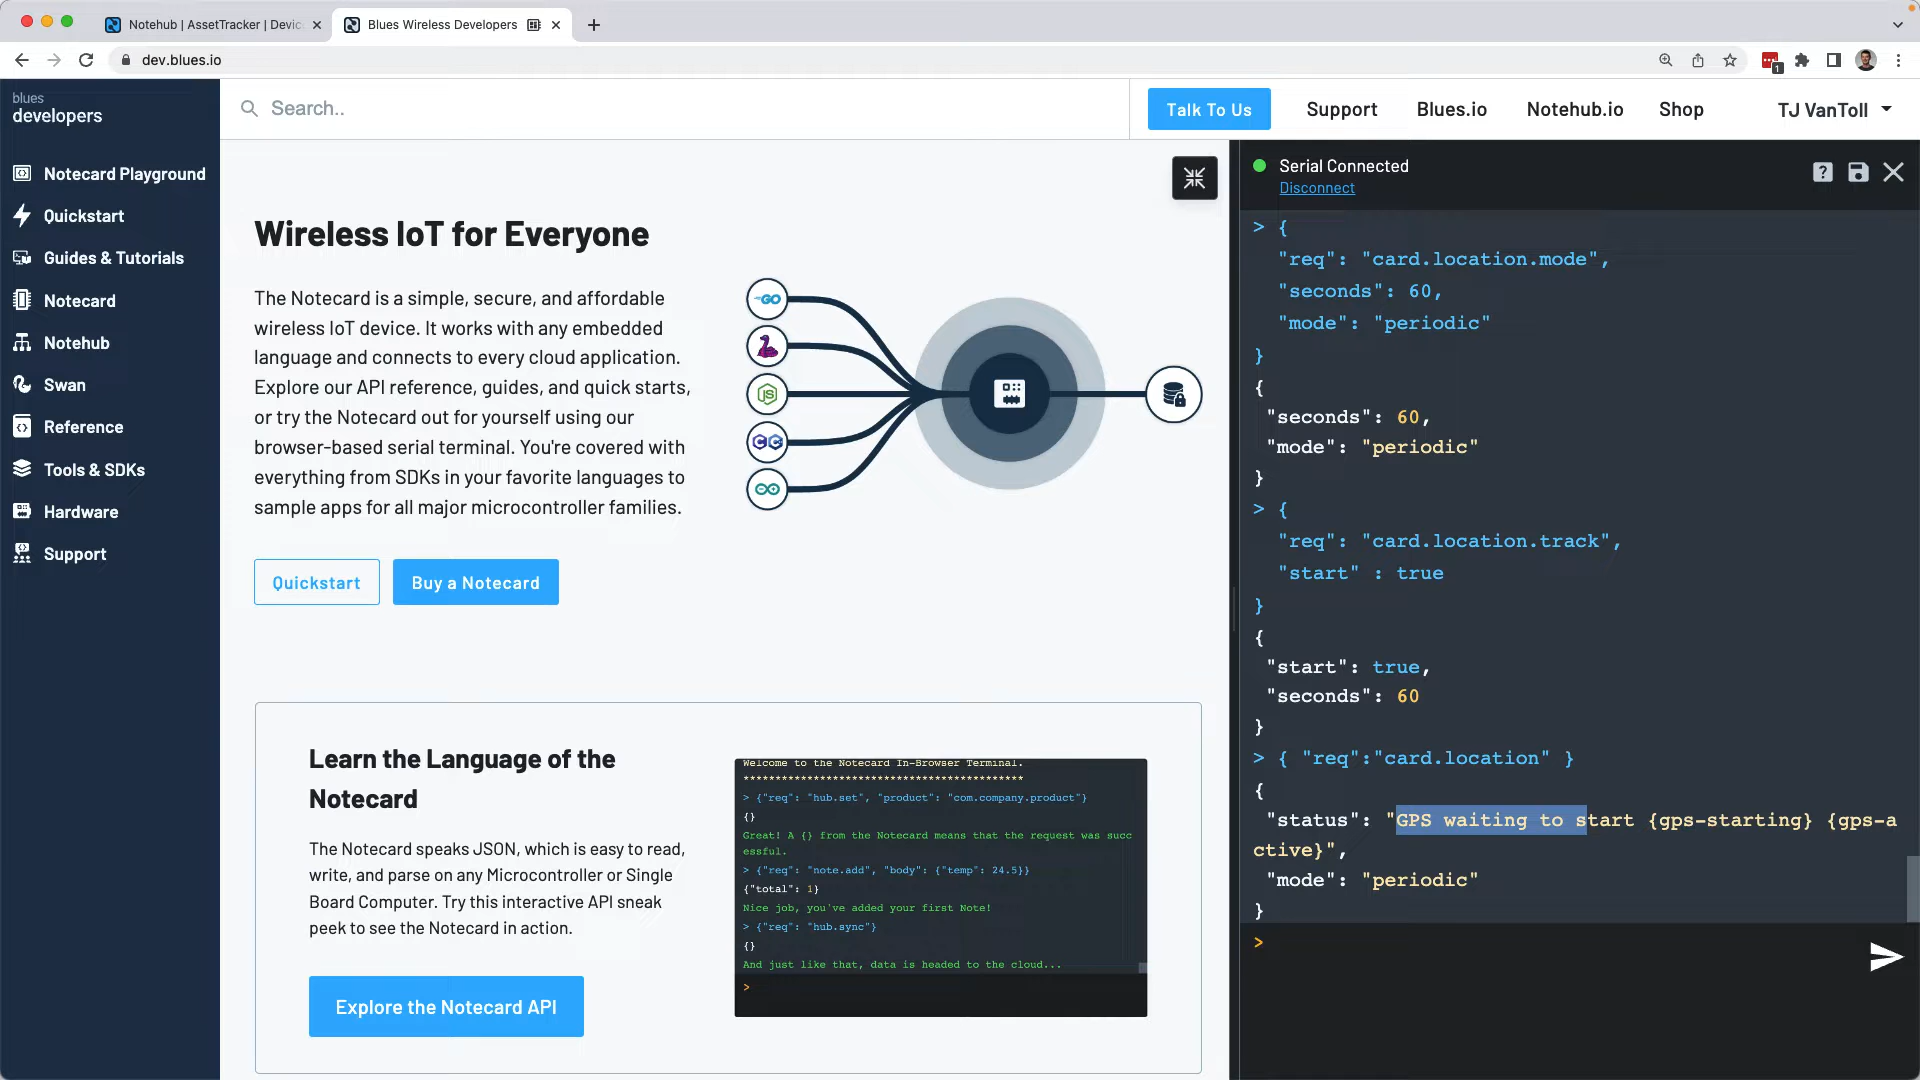 Notehub | AssetTracker | Devic
Blues Wireless Developers
dev.blues.io
1
blues
developers
Search..
Talk To Us
Support
Blues.io
Notehub.io
Shop
TJ VanToll
Notecard Playground
Quickstart
Guides & Tutorials
Notecard
Notehub
Swan
Reference
Tools & SDKs
Hardware
Support
Wireless IoT for Everyone
The Notecard is a simple, secure, and affordable
wireless IoT device. It works with any embedded
language and connects to every cloud application.
Explore our API reference, guides, and quick starts,
or try the Notecard out for yourself using our
browser-based serial terminal. You're covered with
everything from SDKs in your favorite languages to
sample apps for all major microcontroller families.
GO
JS
C C
Quickstart
Buy a Notecard
Learn the Language of the
Notecard
The Notecard speaks JSON, which is easy to read,
write, and parse on any Microcontroller or Single
Board Computer. Try this interactive API sneak
peek to see the Notecard in action.
Explore the Notecard API
Welcome to the Notecard In-Browser Terminal.
********************************************
> {"req": "hub.set", "product": "com.company.product"}
{}
Great! A {} from the Notecard means that the request was succ
essful.
> {"req": "note.add", "body": {"temp": 24.5}}
{"total": 1}
Nice job, you've added your first Note!
> {"req": "hub.sync"}
{}
And just like that, data is headed to the cloud...
>
Serial Connected
Disconnect
?
> {
"req": "card.location.mode",
"seconds": 60,
"mode": "periodic"
}
{
"seconds": 60,
"mode": "periodic"
}
> {
"req": "card.location.track",
"start" : true
}
{
"start": true,
"seconds": 60
}
> { "req":"card.location" }
{
"status": "GPS waiting to start {gps-starting} {gps-a
ctive}",
"mode": "periodic"
}
>